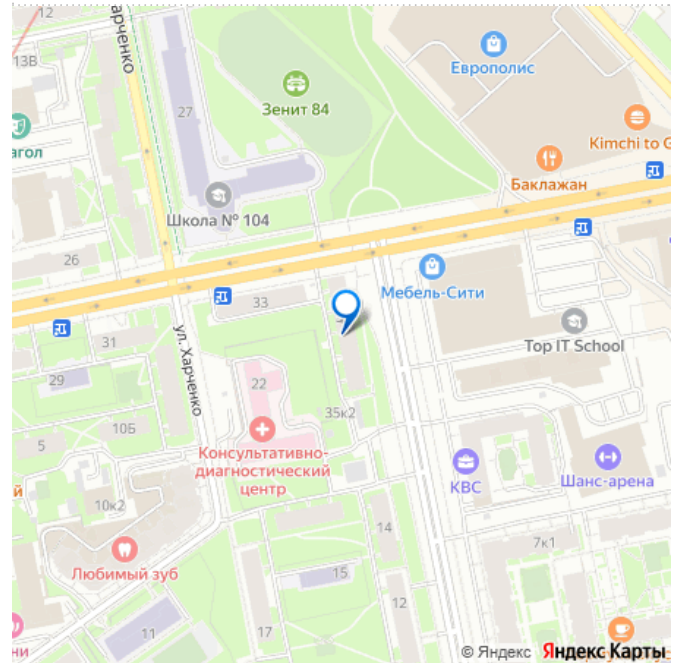 12
Харченко
13В
Европолис
Зенит 84
27
Kimchi to G
агол
Баклажан
Школа № 104
26
Мебель-Сити
33
31
ул. Харченко
Top IT School
29
22
35к2
10Б
5
Консультативно-
диагностический
центр
КВС
Шанс-арена
й
10к2
14
7к1
Любимый зуб
15
12
ни
11
17
© Яндекс Яндекс Карты